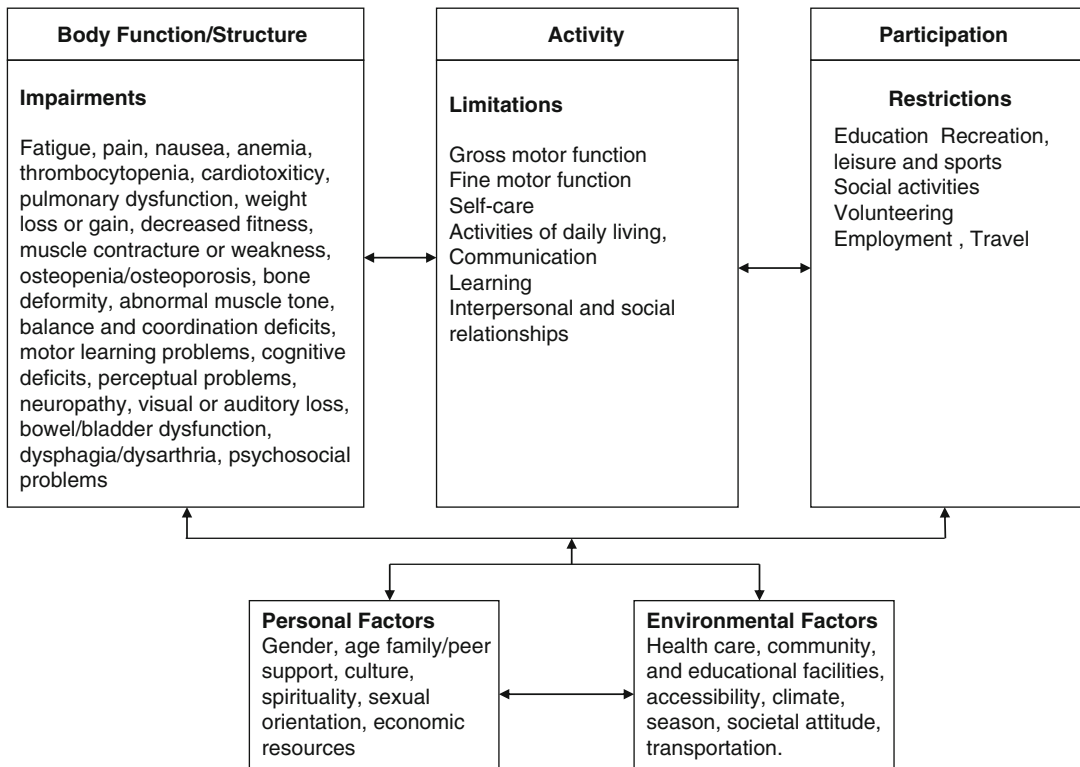 Body Function/Structure
Impairments
Fatigue, pain, nausea, anemia,
thrombocytopenia, cardiotoxiticy,
pulmonary dysfunction, weight
loss or gain, decreased fitness,
muscle contracture or weakness,
osteopenia/osteoporosis, bone
deformity, abnormal muscle tone,
balance and coordination deficits,
motor learning problems, cognitive
deficits, perceptual problems,
neuropathy, visual or auditory loss,
bowel/bladder dysfunction,
dysphagia/dysarthria, psychosocial
problems
Activity
Limitations
Gross motor function
Fine motor function
Self-care
Activities of daily living,
Communication
Learning
Interpersonal and social
relationships
Participation
Restrictions
Education Recreation,
leisure and sports
Social activities
Volunteering
Employment , Travel
Personal Factors
Gender, age family/peer
support, culture,
spirituality, sexual
orientation, economic
resources
Environmental Factors
Health care, community,
and educational facilities,
accessibility, climate,
season, societal attitude,
transportation.